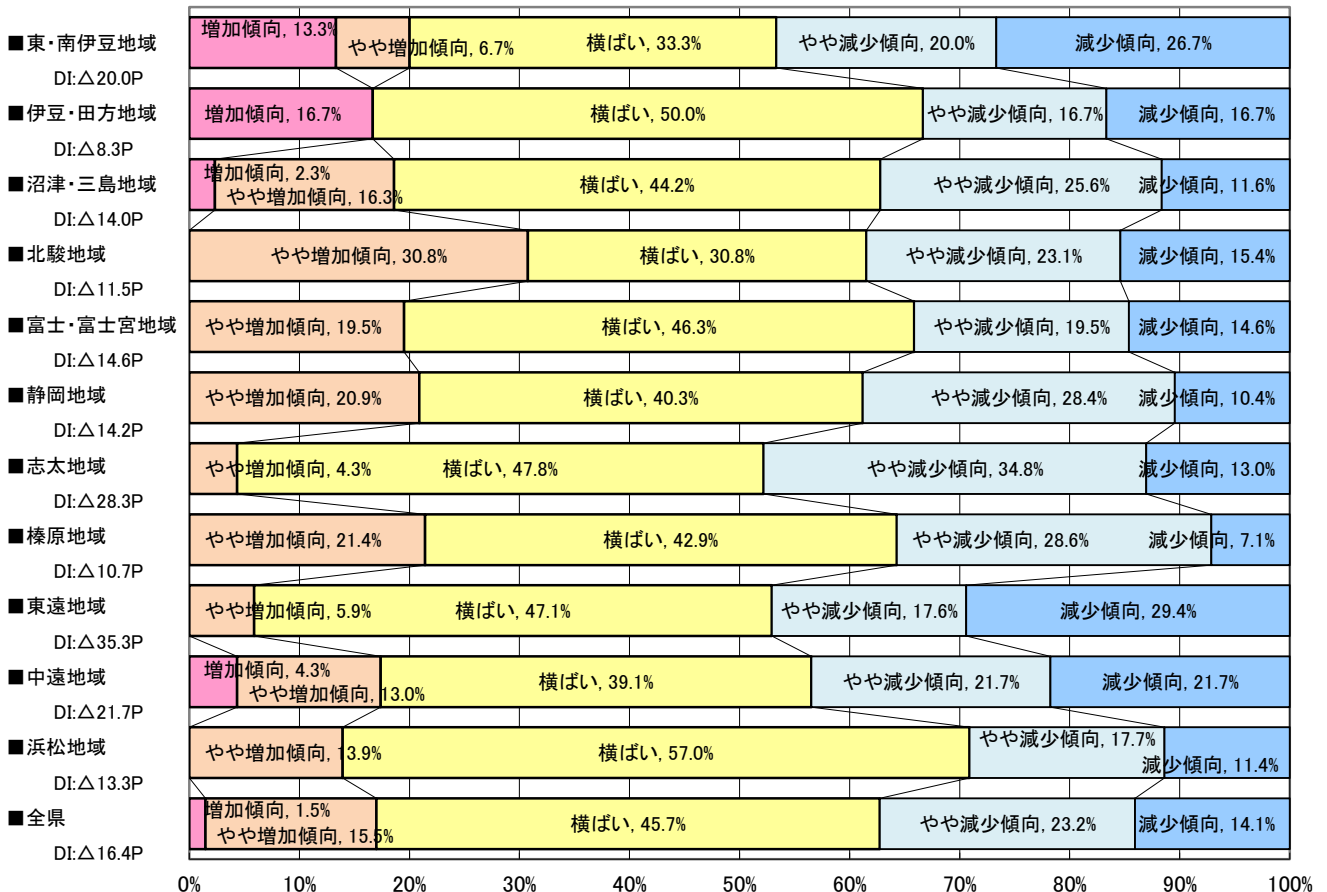 ■東・南伊豆地域
DI:△20.0P
増加傾向, 13.3%
やや増加傾向, 6.7%
横ばい, 33.3%
やや減少傾向, 20.0%
減少傾向, 26.7%
■伊豆・田方地域
DI:△8.3P
増加傾向, 16.7%
横ばい, 50.0%
やや減少傾向, 16.7%
減少傾向, 16.7%
■沼津・三島地域
DI:△14.0P
増加傾向, 2.3%
やや増加傾向, 16.3%
横ばい, 44.2%
やや減少傾向, 25.6%
減少傾向, 11.6%
■北駿地域
DI:△11.5P
やや増加傾向, 30.8%
横ばい, 30.8%
やや減少傾向, 23.1%
減少傾向, 15.4%
■富士・富士宮地域
DI:△14.6P
やや増加傾向, 19.5%
横ばい, 46.3%
やや減少傾向, 19.5%
減少傾向, 14.6%
■静岡地域
DI:△14.2P
やや増加傾向, 20.9%
横ばい, 40.3%
やや減少傾向, 28.4%
減少傾向, 10.4%
■志太地域
DI:△28.3P
やや増加傾向, 4.3%
横ばい, 47.8%
やや減少傾向, 34.8%
減少傾向, 13.0%
■榛原地域
DI:△10.7P
やや増加傾向, 21.4%
横ばい, 42.9%
やや減少傾向, 28.6%
減少傾向, 7.1%
■東遠地域
DI:△35.3P
やや増加傾向, 5.9%
横ばい, 47.1%
やや減少傾向, 17.6%
減少傾向, 29.4%
■中遠地域
DI:△21.7P
増加傾向, 4.3%
やや増加傾向, 13.0%
横ばい, 39.1%
やや減少傾向, 21.7%
減少傾向, 21.7%
■浜松地域
DI:△13.3P
やや増加傾向, 13.9%
横ばい, 57.0%
やや減少傾向, 17.7%
減少傾向, 11.4%
■全県
DI:△16.4P
増加傾向, 1.5%
やや増加傾向, 15.5%
横ばい, 45.7%
やや減少傾向, 23.2%
減少傾向, 14.1%
0% 10% 20% 30% 40% 50% 60% 70% 80% 90% 100%